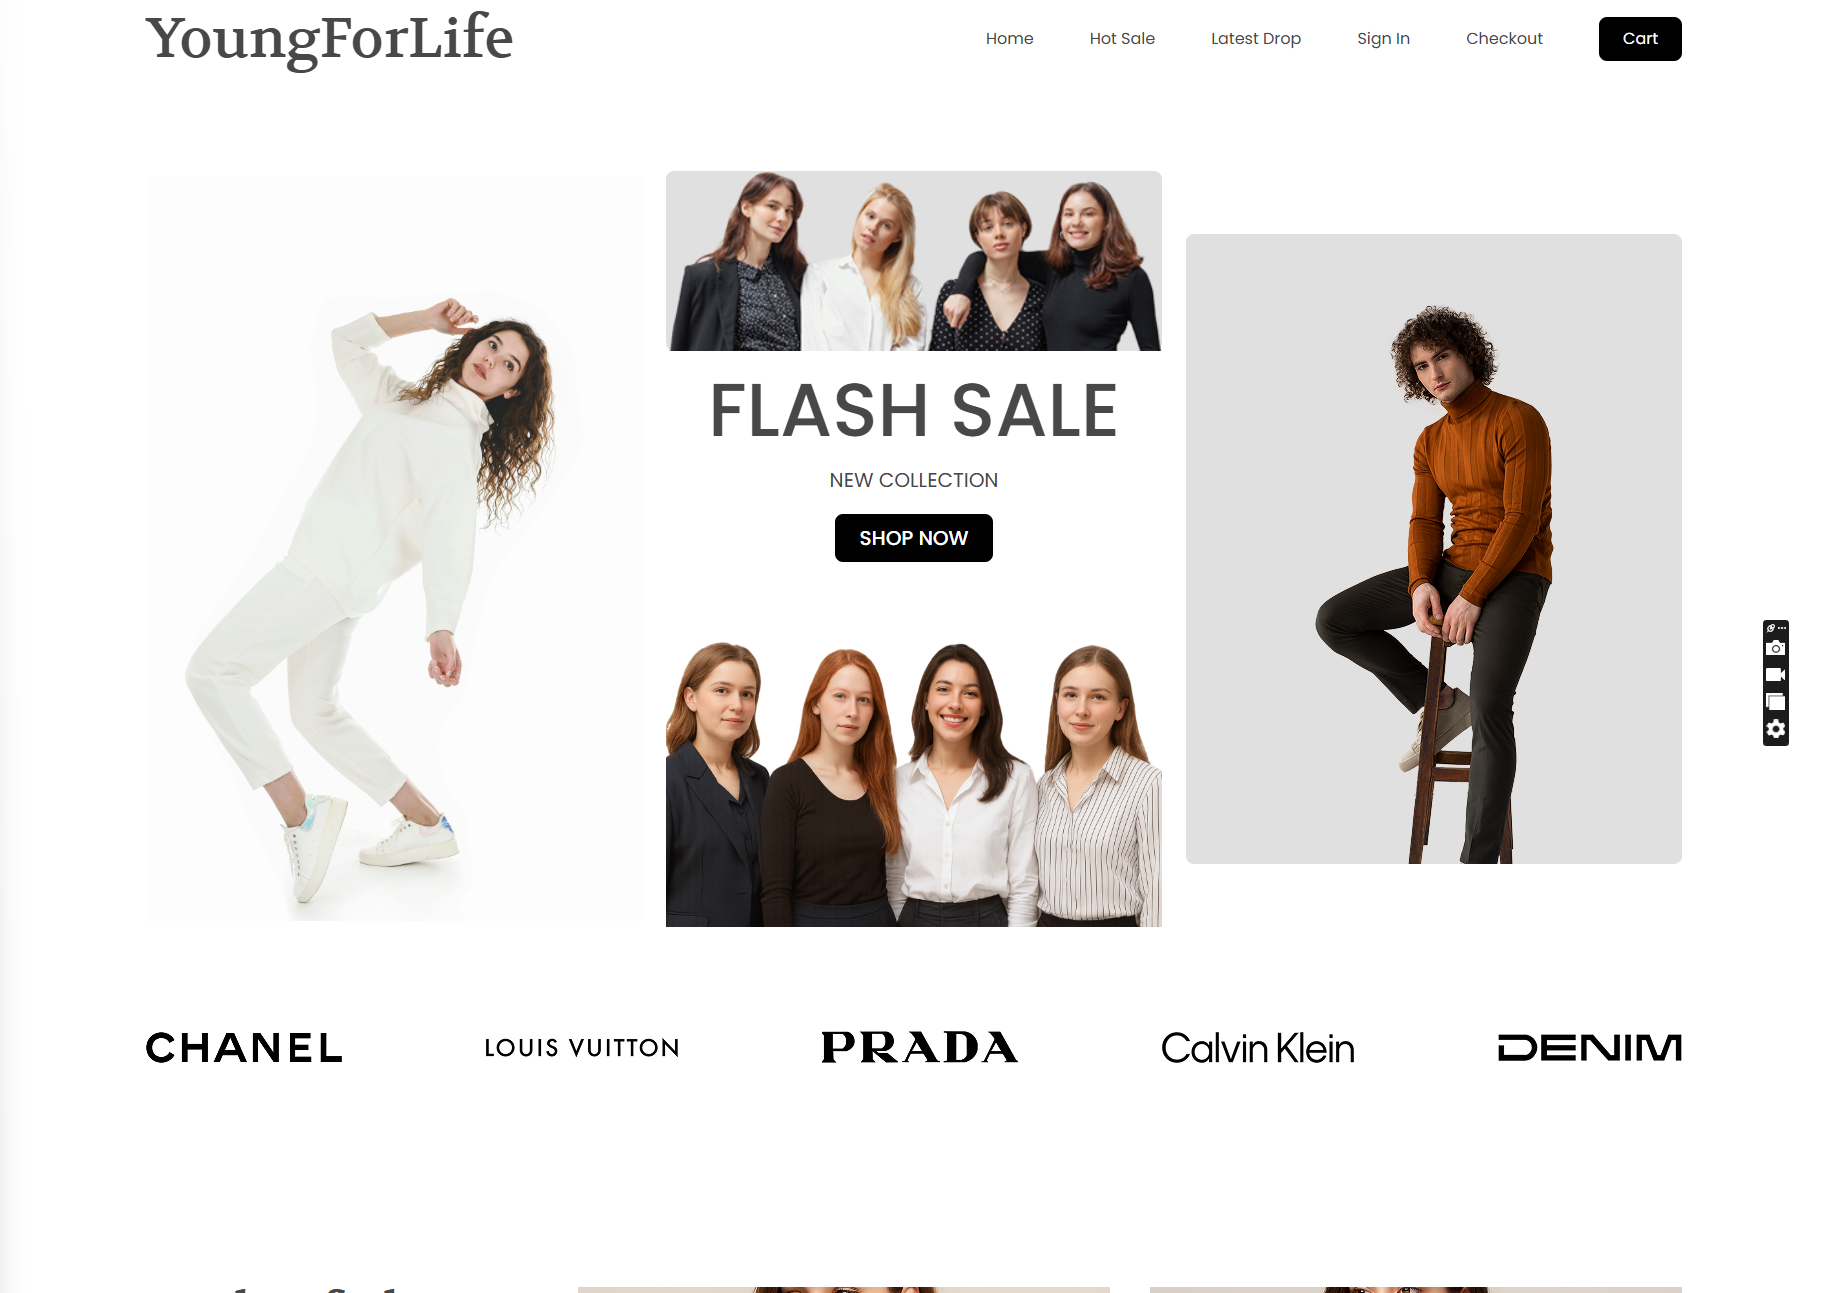 YoungForLife
Home Hot Sale Latest Drop Sign In Checkout Cart
FLASH SALE
NEW COLLECTION
SHOP NOW
CHANEL LOUIS VUITTON PRADA Calvin Klein DENIM